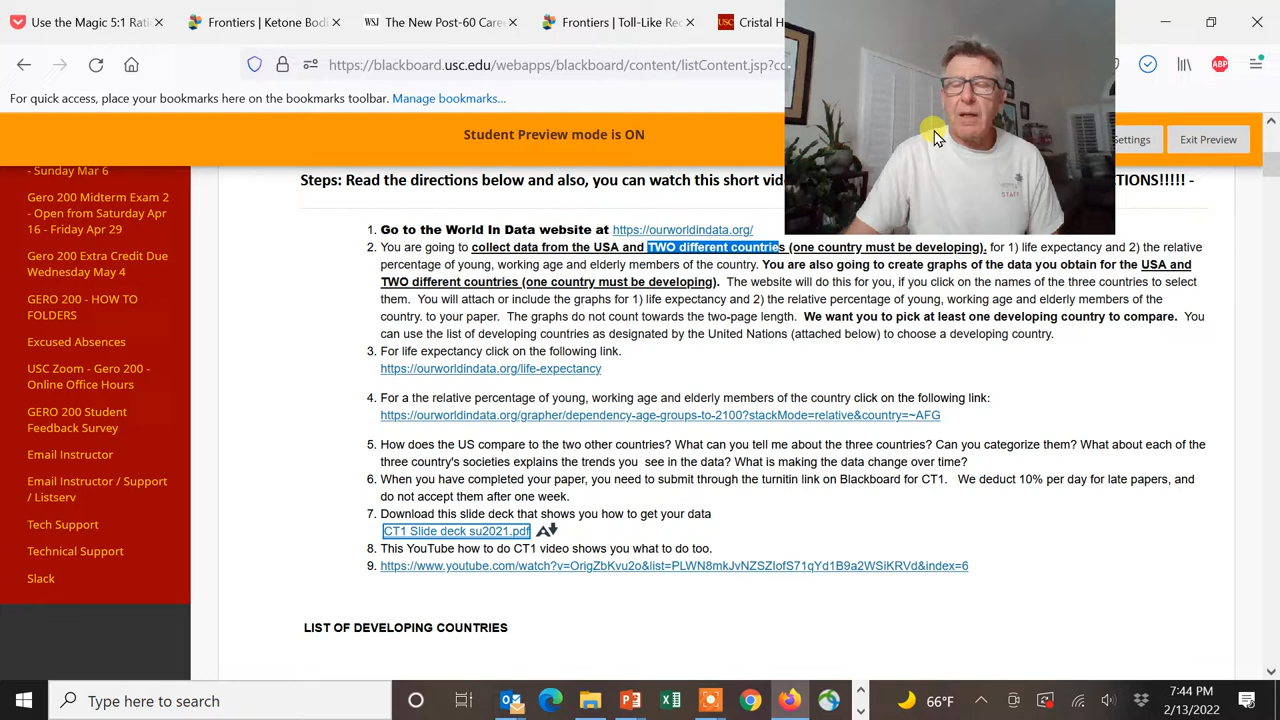 Use the Magic 5:1 Rati
Frontiers | Ketone Bodi
WSJ
The New Post-60 Caree
Frontiers | Toll-Like Rec
USC
Cristal H
https://blackboard.usc.edu/webapps/blackboard/content/listContent.jsp?co
ABP
For quick access, place your bookmarks here on the bookmarks toolbar. Manage bookmarks...
Student Preview mode is ON
Settings
Exit Preview
- Sunday Mar 6
Gero 200 Midterm Exam 2
- Open from Saturday Apr
16 - Friday Apr 29
Gero 200 Extra Credit Due
Wednesday May 4
GERO 200 - HOW TO
FOLDERS
Excused Absences
USC Zoom - Gero 200 -
Online Office Hours
GERO 200 Student
Feedback Survey
Email Instructor
Email Instructor / Support
/ Listserv
Tech Support
Technical Support
Slack
Steps: Read the directions below and also, you can watch this short vid
CTIONS!!!!! -
1. Go to the World In Data website at https://ourworldindata.org/
2. You are going to collect data from the USA and TWO different countries (one country must be developing). for 1) life expectancy and 2) the relative
percentage of young, working age and elderly members of the country. You are also going to create graphs of the data you obtain for the USA and
TWO different countries (one country must be developing). The website will do this for you, if you click on the names of the three countries to select
them. You will attach or include the graphs for 1) life expectancy and 2) the relative percentage of young, working age and elderly members of the
country. to your paper. The graphs do not count towards the two-page length. We want you to pick at least one developing country to compare. You
can use the list of developing countries as designated by the United Nations (attached below) to choose a developing country.
3. For life expectancy click on the following link.
https://ourworldindata.org/life-expectancy
4. For a the relative percentage of young, working age and elderly members of the country click on the following link:
https://ourworldindata.org/grapher/dependency-age-groups-to-2100?stackMode=relative&country=~AFG
5. How does the US compare to the two other countries? What can you tell me about the three countries? Can you categorize them? What about each of the
three country's societies explains the trends you see in the data? What is making the data change over time?
6. When you have completed your paper, you need to submit through the turnitin link on Blackboard for CT1. We deduct 10% per day for late papers, and
do not accept them after one week.
7. Download this slide deck that shows you how to get your data
CT1 Slide deck su2021.pdf
8. This YouTube how to do CT1 video shows you what to do too.
9. https://www.youtube.com/watch?v=OrigZbKvu2o&list=PLWN8mkJvNZSZIofS71qYd1B9a2WSiKRVd&index=6
LIST OF DEVELOPING COUNTRIES
STAFF
Type here to search
66°F
7:44 PM
2/13/2022